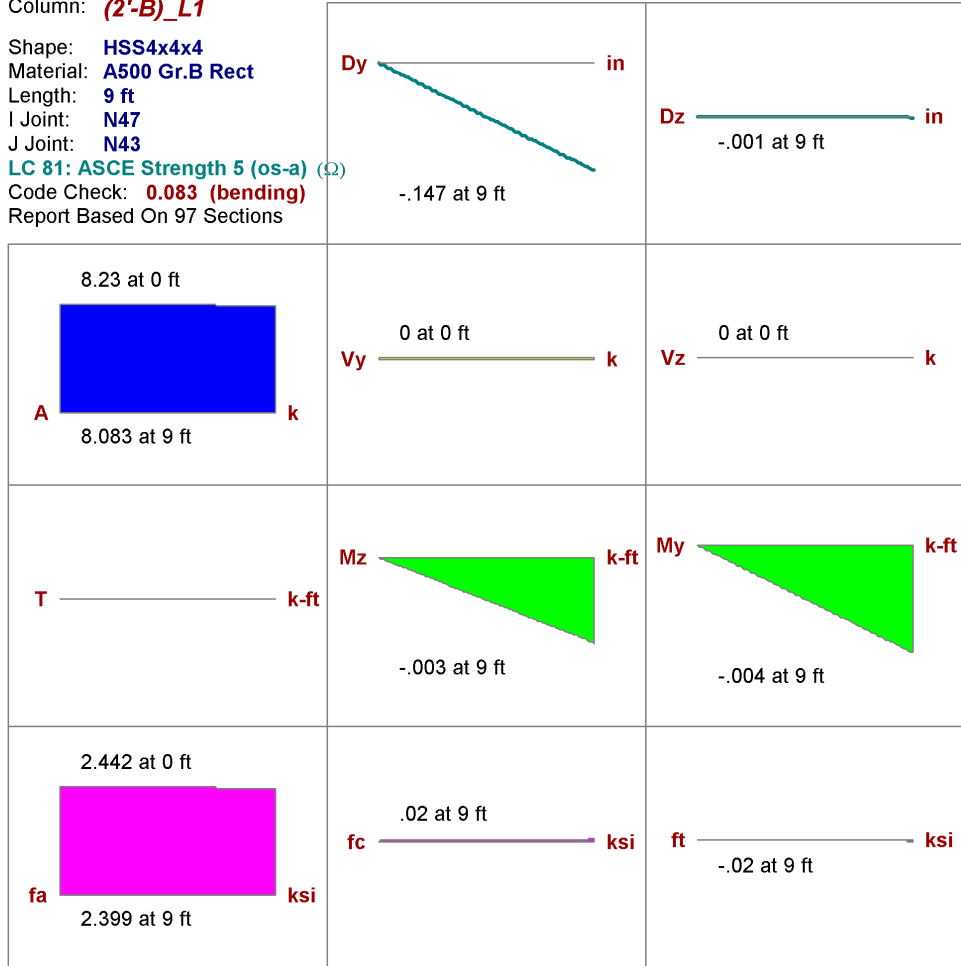 Column: (2'-B)_L1
Shape: HSS4x4x4
Material: A500 Gr.B Rect
Length: 9 ft
I Joint: N47
J Joint: N43
LC 81: ASCE Strength 5 (os-a) (Ω)
Code Check: 0.083 (bending)
Report Based On 97 Sections
Dy in
-.147 at 9 ft
Dz in
-.001 at 9 ft
8.23 at 0 ft
A k
8.083 at 9 ft
0 at 0 ft
Vy k
0 at 0 ft
Vz k
T k-ft
Mz k-ft
-.003 at 9 ft
My k-ft
-.004 at 9 ft
2.442 at 0 ft
fa ksi
2.399 at 9 ft
.02 at 9 ft
fc ksi
ft ksi
-.02 at 9 ft